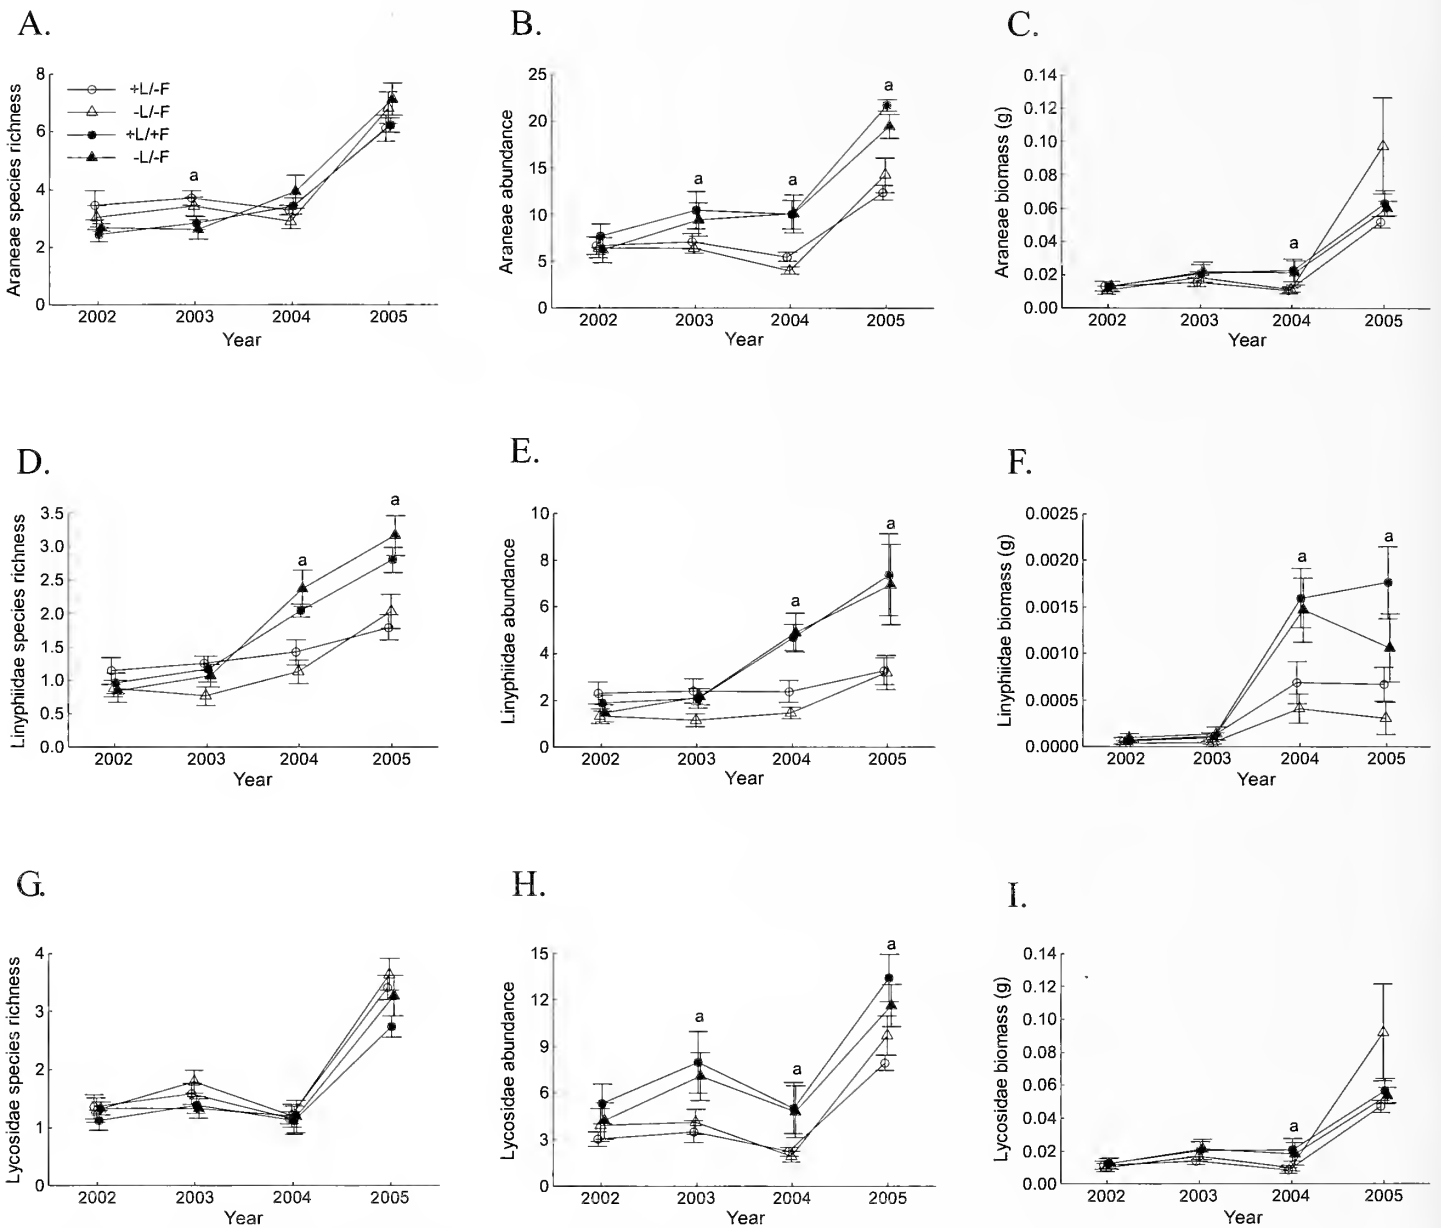 A.
Araneae species richness
8
6
4
2
0
÷L/-F
-L/-F
÷L/+F
-L/-F
a
2002 2003 2004 2005
Year
B.
Araneae abundance
25
20
15
10
5
0
a a a
2002 2003 2004 2005
Year
C.
Araneae biomass (g)
0.14
0.12
0.10
0.08
0.06
0.04
0.02
0.00
a
2002 2003 2004 2005
Year
D.
Linyphiidae species richness
3.5
3.0
2.5
2.0
1.5
1.0
0.5
0.0
a a
2002 2003 2004 2005
Year
E.
Linyphiidae abundance
10
8
6
4
2
0
a a
2002 2003 2004 2005
Year
F.
Linyphiidae biomass (g)
0.0025
0.0020
0.0015
0.0010
0.0005
0.0000
a a
2002 2003 2004 2005
Year
G.
Lycosidae species richness
4
3
2
1
0
2002 2003 2004 2005
Year
H.
Lycosidae abundance
15
12
9
6
3
0
a a a
2002 2003 2004 2005
Year
I.
Lycosidae biomass (g)
0.14
0.12
0.10
0.08
0.06
0.04
0.02
0.00
a
2002 2003 2004 2005
Year